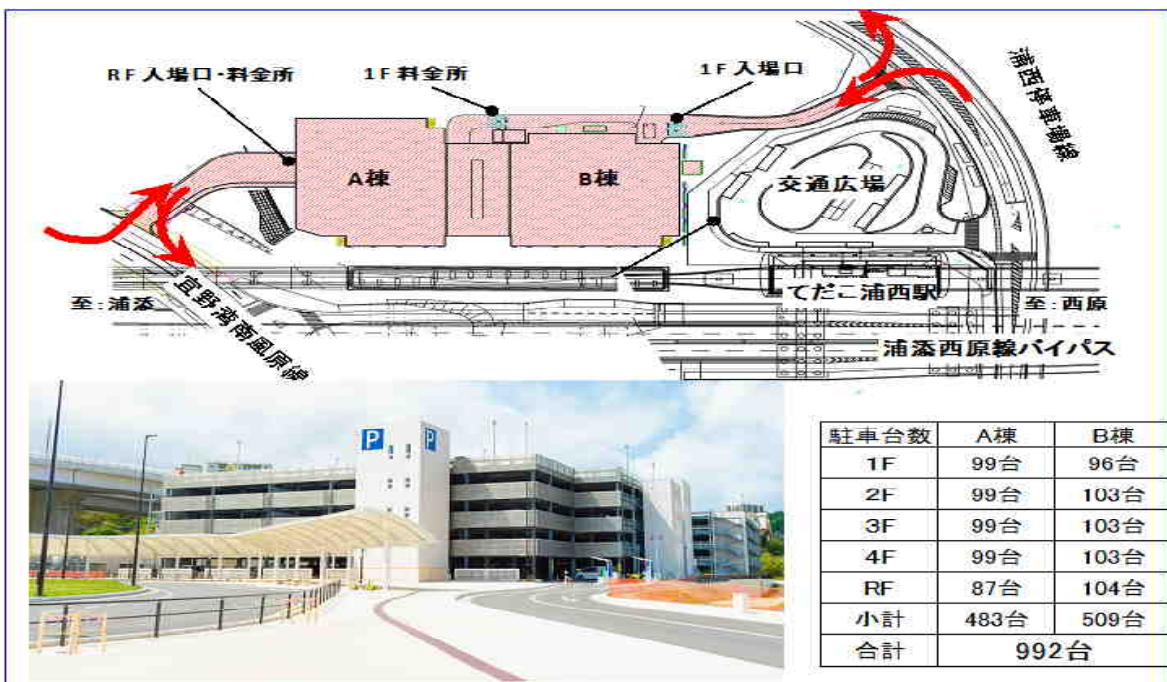 RF入場口・料金所
1F料金所
1F入場口
浦西停車場線
A棟
B棟
交通広場
てだこ浦西駅
至:浦添
至:西原
宜野湾南風原線
浦添西原線バイパス
P
P
駐車台数 A棟 B棟
1F 99台 96台
2F 99台 103台
3F 99台 103台
4F 99台 103台
RF 87台 104台
小計 483台 509台
合計 992台